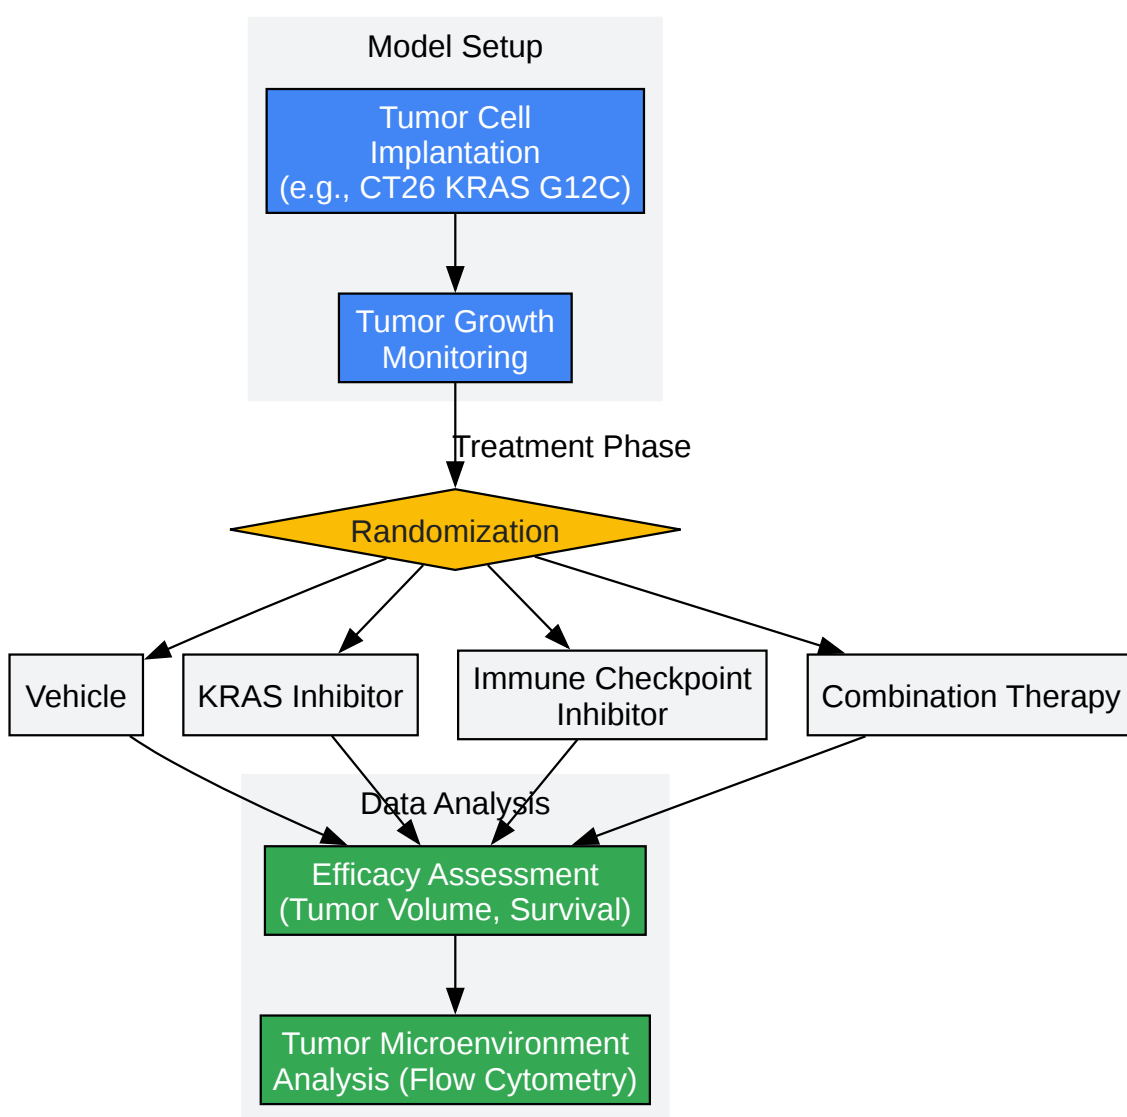 Model Setup
Tumor Cell
Implantation
(e.g., CT26 KRAS G12C)
Tumor Growth
Monitoring
Treatment Phase
Randomization
Vehicle
KRAS Inhibitor
Immune Checkpoint
Inhibitor
Combination Therapy
Data Analysis
Efficacy Assessment
(Tumor Volume, Survival)
Tumor Microenvironment
Analysis (Flow Cytometry)